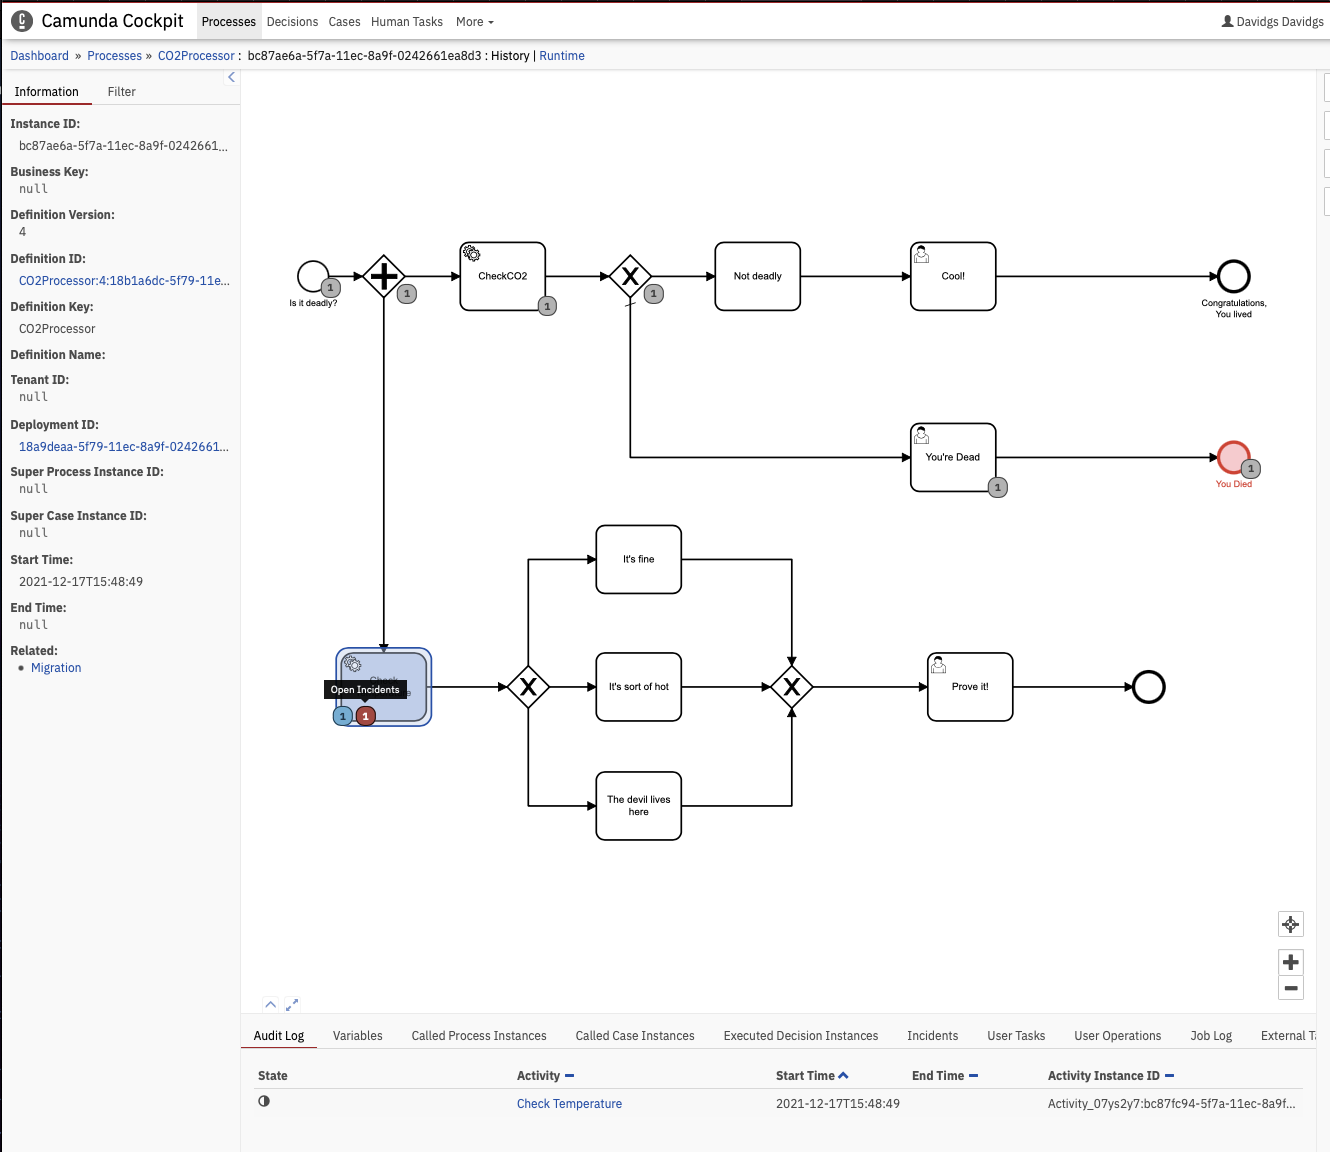 Camunda Cockpit Processes Decisions Cases Human Tasks More Davidgs Davidgs
Dashboard » Processes » CO2Processor : bc87ae6a-5f7a-11ec-8a9f-0242661ea8d3 : History | Runtime
Information Filter
Instance ID:
bc87ae6a-5f7a-11ec-8a9f-0242661...
Business Key:
null
Definition Version:
4
Definition ID:
CO2Processor:4:18b1a6dc-5f79-11e...
Definition Key:
CO2Processor
Definition Name:
Tenant ID:
null
Deployment ID:
18a9deaa-5f79-11ec-8a9f-0242661...
Super Process Instance ID:
null
Super Case Instance ID:
null
Start Time:
2021-12-17T15:48:49
End Time:
null
Related:
Migration
Is it deadly?
1
1
CheckCO2
1
X
1
Not deadly
Cool!
Congratulations,
You lived
You're Dead
1
1
You Died
It's fine
Check
Open Incidents
1 1
X
It's sort of hot
X
Prove it!
The devil lives
here
Audit Log Variables Called Process Instances Called Case Instances Executed Decision Instances Incidents User Tasks User Operations Job Log External T
State Activity Start Time End Time Activity Instance ID
Check Temperature 2021-12-17T15:48:49 Activity_07ys2y7:bc87fc94-5f7a-11ec-8a9f...